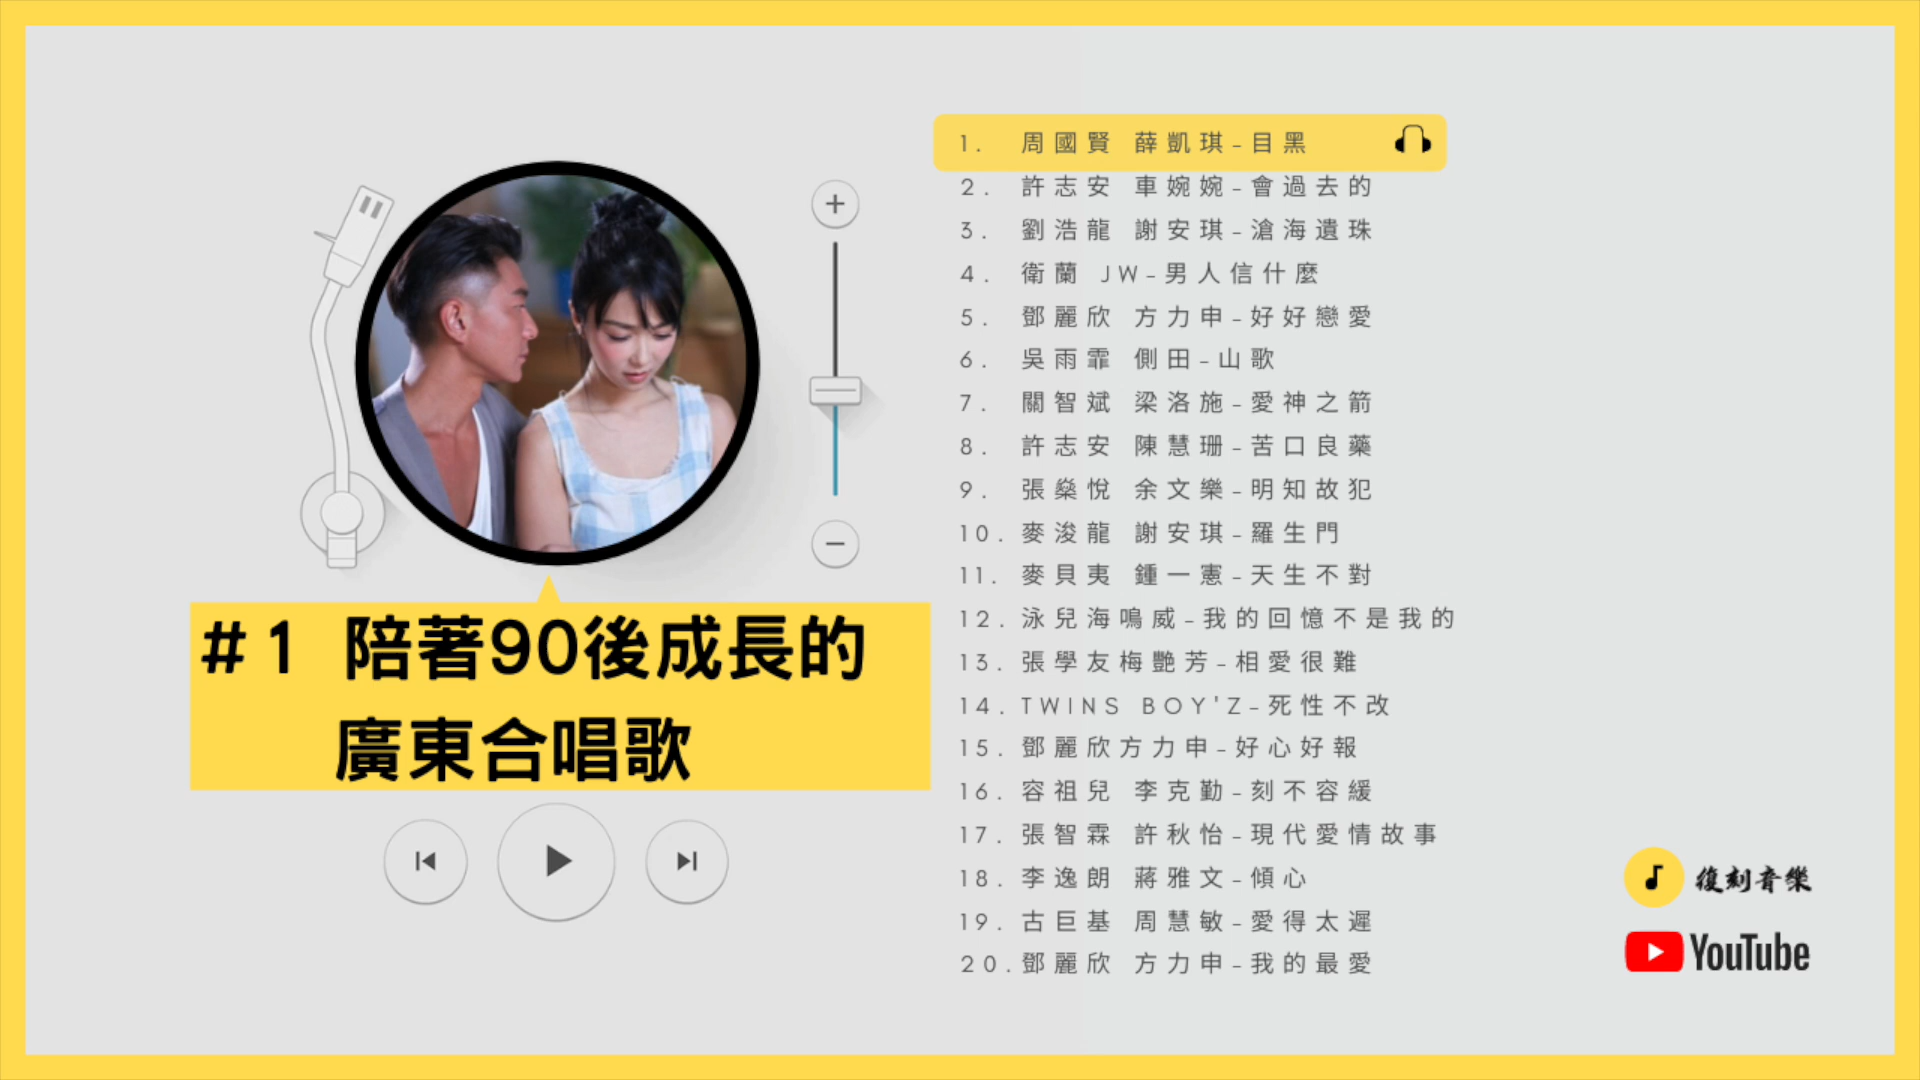 #1 陪著90後成長的
廣東合唱歌
1. 周國賢 薛凱琪-目黑
2. 許志安 車婉婉-會過去的
3. 劉浩龍 謝安琪-滄海遺珠
4. 衛蘭 JW-男人信什麼
5. 鄧麗欣 方力申-好好戀愛
6. 吳雨霏 側田-山歌
7. 關智斌 梁洛施-愛神之箭
8. 許志安 陳慧珊-苦口良藥
9. 張燊悅 余文樂-明知故犯
10. 麥浚龍 謝安琪-羅生門
11. 麥貝夷 鍾一憲-天生不對
12. 泳兒海鳴威-我的回憶不是我的
13. 張學友梅艷芳-相愛很難
14. TWINS BOY'Z-死性不改
15. 鄧麗欣方力申-好心好報
16. 容祖兒 李克勤-刻不容緩
17. 張智霖 許秋怡-現代愛情故事
18. 李逸朗 蔣雅文-傾心
19. 古巨基 周慧敏-愛得太遲
20. 鄧麗欣 方力申-我的最愛
復刻音樂
YouTube